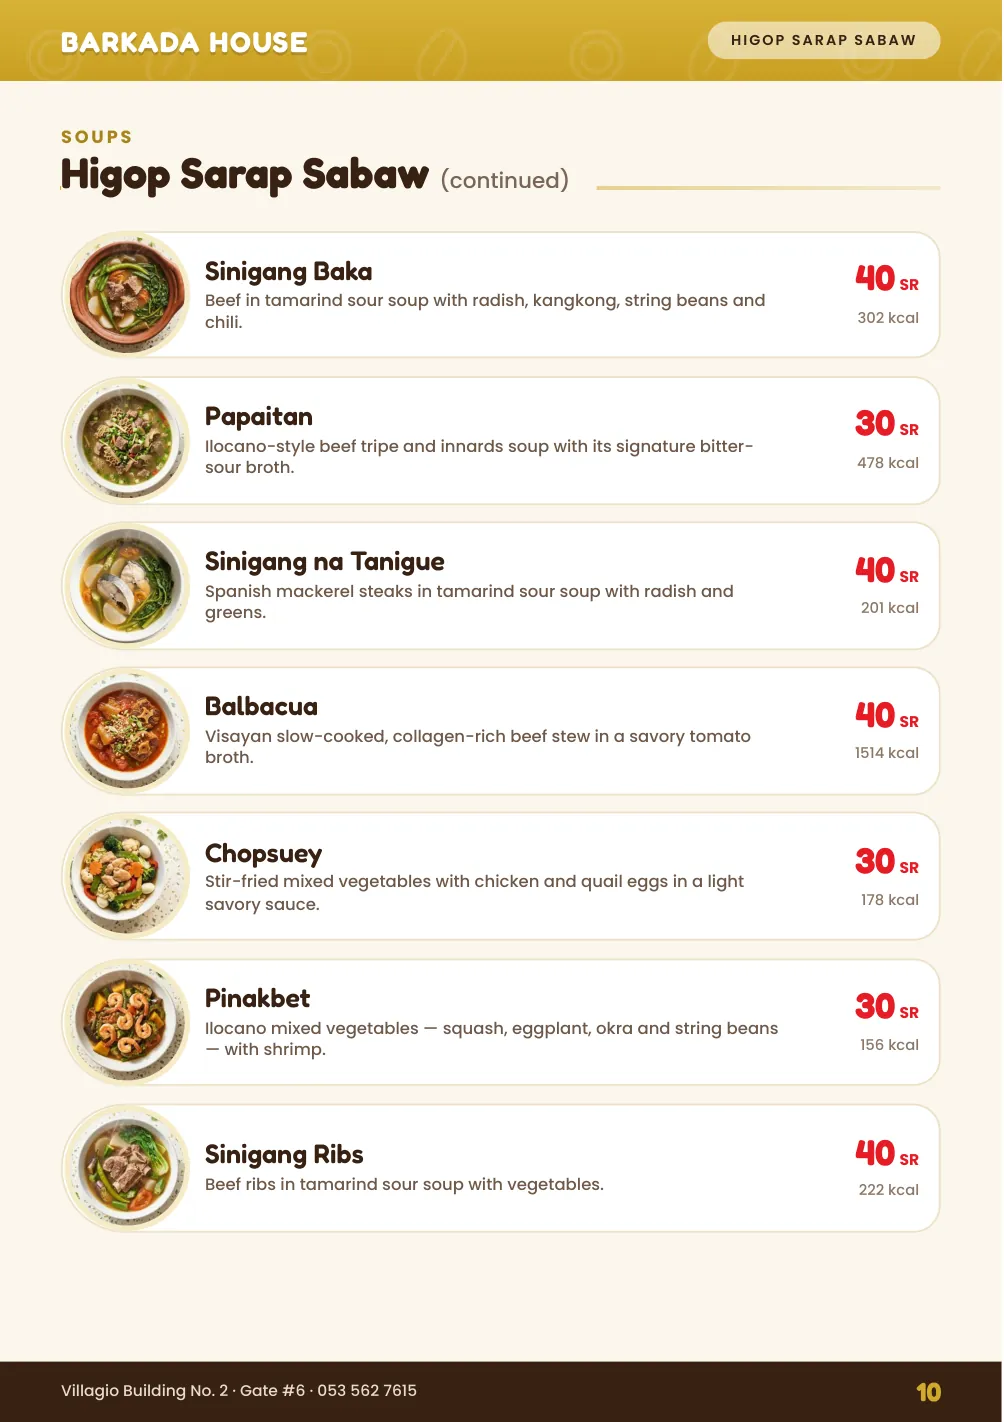 BARKADA HOUSE
HIGOP SARAP SABAW
SOUPS
Higop Sarap Sabaw (continued)
Sinigang Baka
Beef in tamarind sour soup with radish, kangkong, string beans and
chili.
40 SR
302 kcal
Papaitan
Ilocano-style beef tripe and innards soup with its signature bitter-
sour broth.
30 SR
478 kcal
Sinigang na Tanigue
Spanish mackerel steaks in tamarind sour soup with radish and
greens.
40 SR
201 kcal
Balbacua
Visayan slow-cooked, collagen-rich beef stew in a savory tomato
broth.
40 SR
1514 kcal
Chopsuey
Stir-fried mixed vegetables with chicken and quail eggs in a light
savory sauce.
30 SR
178 kcal
Pinakbet
Ilocano mixed vegetables — squash, eggplant, okra and string beans
— with shrimp.
30 SR
156 kcal
Sinigang Ribs
Beef ribs in tamarind sour soup with vegetables.
40 SR
222 kcal
Villagio Building No. 2 · Gate #6 · 053 562 7615
10